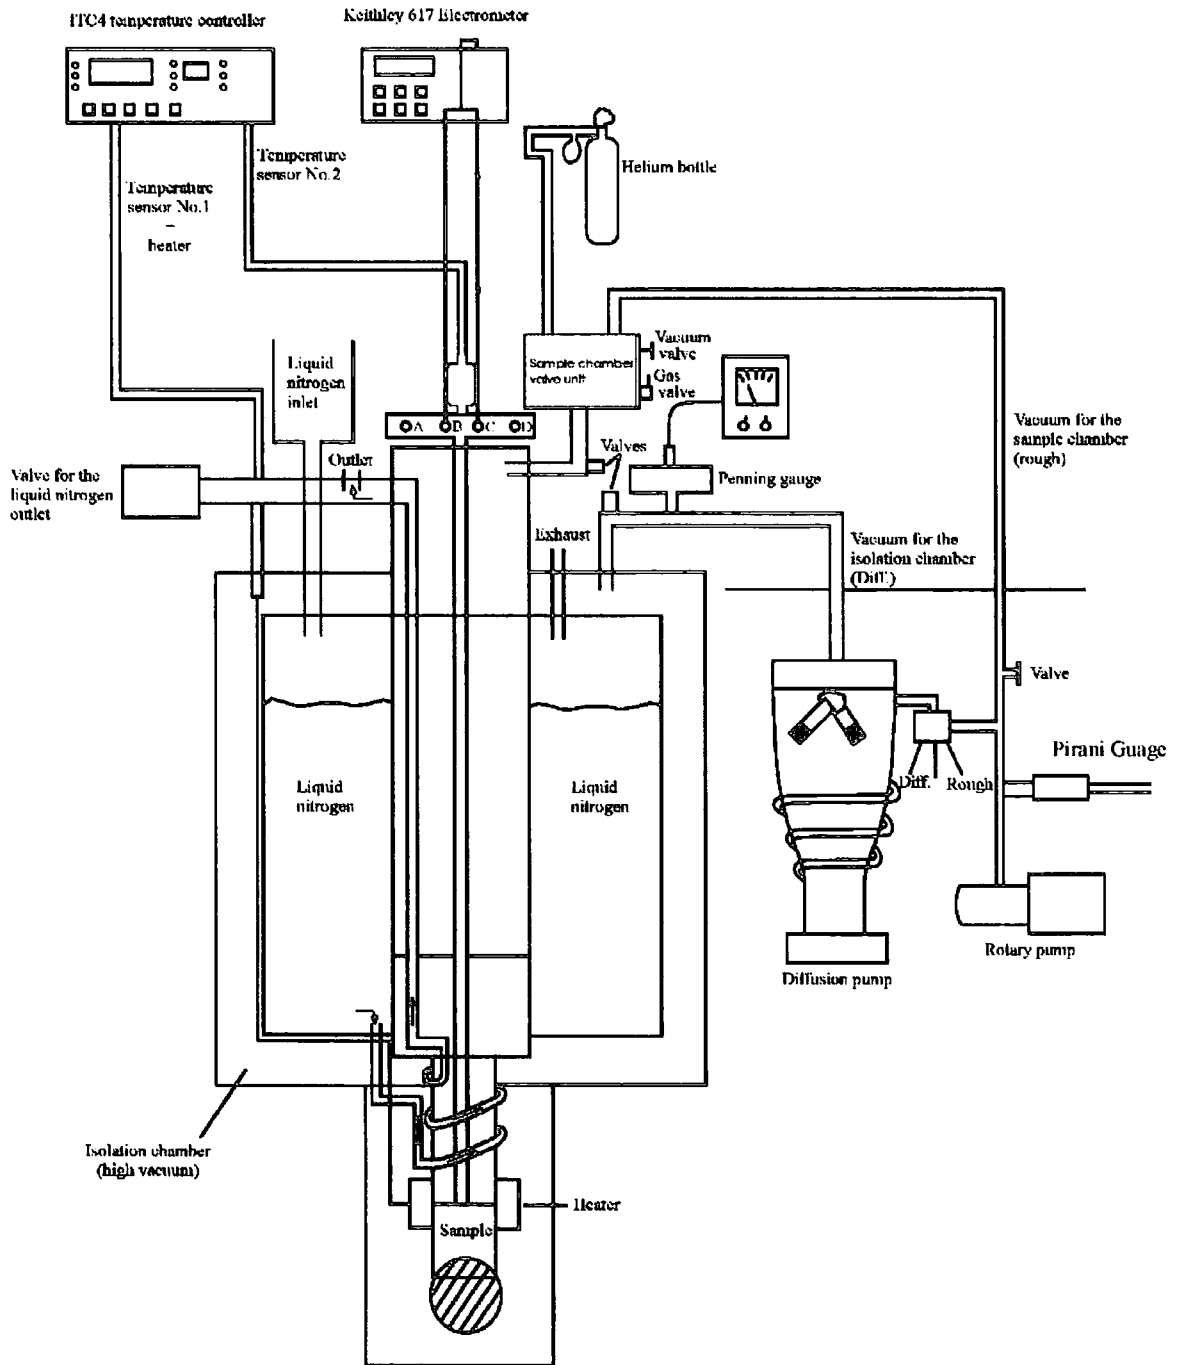 ITC4 temperature controller
Keithley 617 Electrometer
Temperature
sensor No.2
Temperature
sensor No.1
–
heater
Helium bottle
Liquid
nitrogen
inlet
Sample chamber
valve unit
Vacuum
valve
Gas
valve
A B C D
Vacuum for the
sample chamber
(rough)
Valve for the
liquid nitrogen
outlet
Outlet
Valves
Penning gauge
Exhaust
Vacuum for the
isolation chamber
(Diff.)
Valve
Pirani Guage
Diff.
Rough
Liquid
nitrogen
Liquid
nitrogen
Rotary pump
Diffusion pump
Isolation chamber
(high vacuum)
Heater
Sample